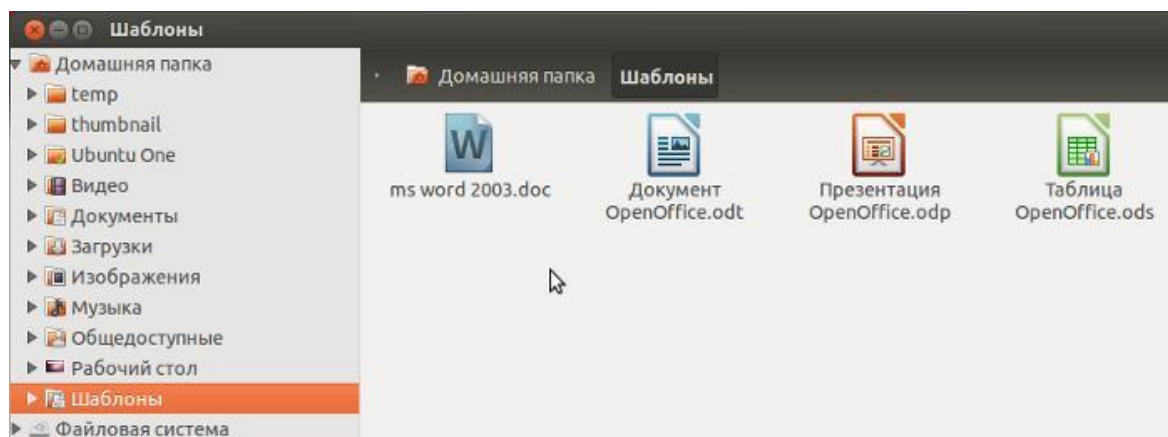 Шаблоны
Домашняя папка
temp
thumbnail
Ubuntu One
Видео
Документы
Загрузки
Изображения
Музыка
Общедоступные
Рабочий стол
Шаблоны
Файловая система
Домашняя папка Шаблоны
ms word 2003.doc
Документ
OpenOffice.odt
Презентация
OpenOffice.odp
Таблица
OpenOffice.ods